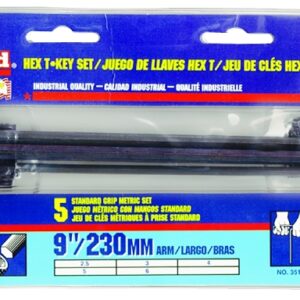 d
HEX T•KEY SET/JUEGO DE LLAVES HEX T/JEU DE CLÉS HEX
INDUSTRIAL QUALITY – CALIDAD INDUSTRIAL – QUALITÉ INDUSTRIELLE
5 STANDARD GRIP METRIC SET
JUEGO MÉTRICO CON MANGOS STANDARD
JEU DE CLÉS MÉTRIQUES À PRISE STANDARD
9"/230MM ARM/LARGO/BRAS
2.5 3 4
5 6
NO. 351